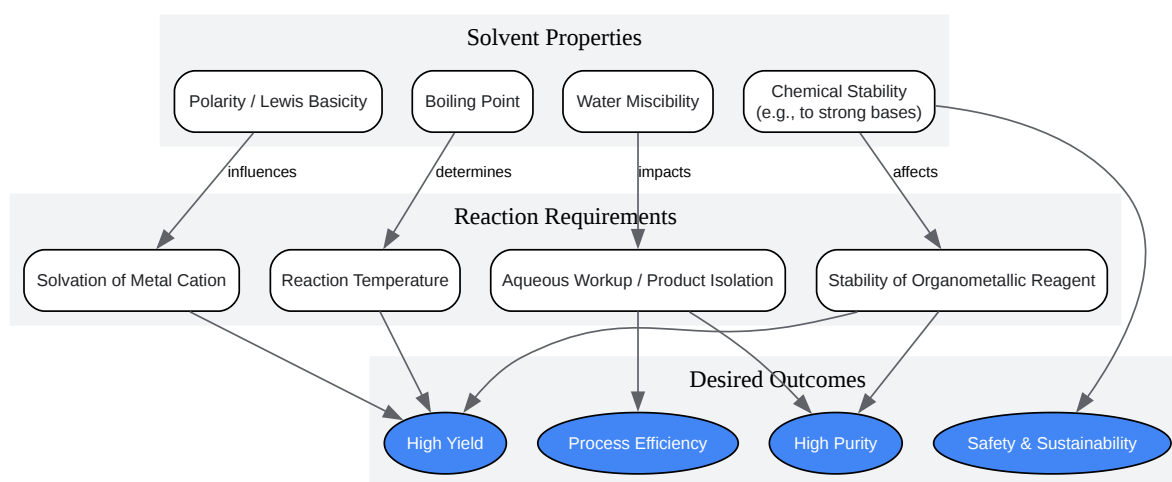 Solvent Properties
Polarity / Lewis Basicity
Boiling Point
Water Miscibility
Chemical Stability
(e.g., to strong bases)
influences
determines
impacts
affects
Reaction Requirements
Solvation of Metal Cation
Reaction Temperature
Aqueous Workup / Product Isolation
Stability of Organometallic Reagent
Desired Outcomes
High Yield
Process Efficiency
High Purity
Safety & Sustainability